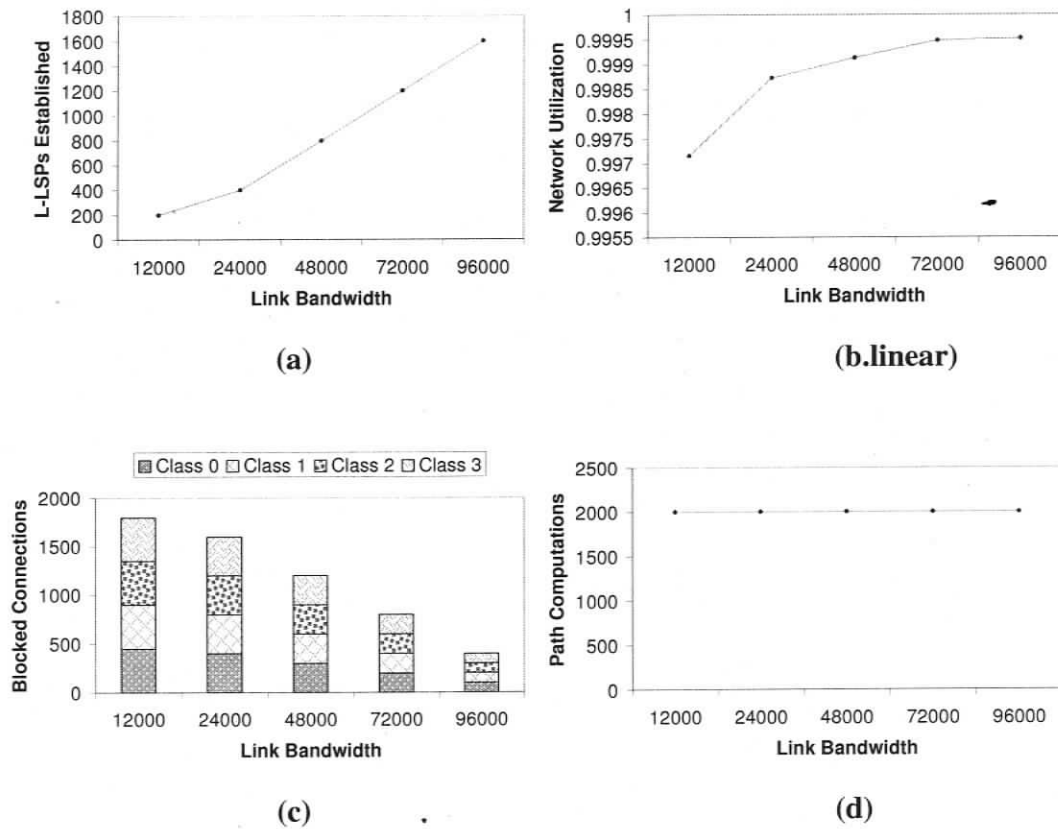 L-LSPs Established
1800
1600
1400
1200
1000
800
600
400
200
0
12000 24000 48000 72000 96000
Link Bandwidth
(a)
Network Utilization
1
0.9995
0.999
0.9985
0.998
0.9975
0.997
0.9965
0.996
0.9955
12000 24000 48000 72000 96000
Link Bandwidth
(b.linear)
Class 0 Class 1 Class 2 Class 3
Blocked Connections
2000
1500
1000
500
0
12000 24000 48000 72000 96000
Link Bandwidth
(c)
Path Computations
2500
2000
1500
1000
500
0
12000 24000 48000 72000 96000
Link Bandwidth
(d)